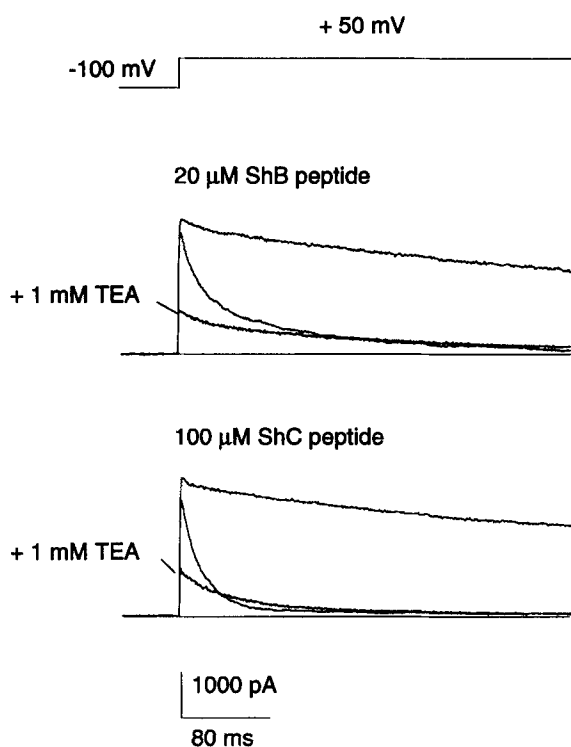 + 50 mV
-100 mV
20 μM ShB peptide
+ 1 mM TEA
100 μM ShC peptide
+ 1 mM TEA
1000 pA
80 ms